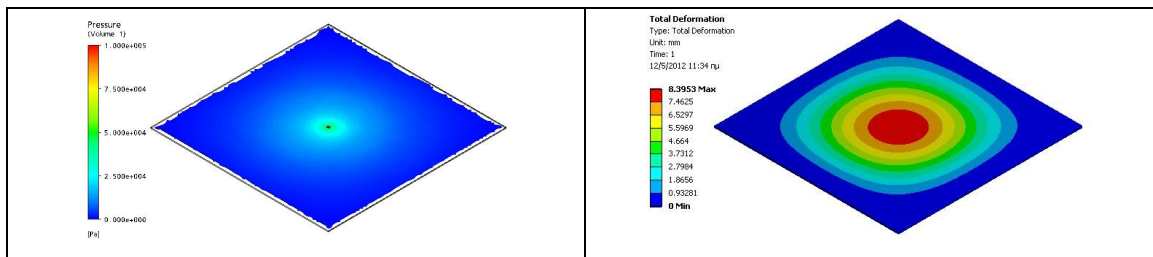 Pressure
(Volume 1)
1.000e+005
7.500e+004
5.000e+004
2.500e+004
0.000e+000
[Pa]
Total Deformation
Type: Total Deformation
Unit: mm
Time: 1
12/5/2012 11:34 πμ
8.3953 Max
7.4625
6.5297
5.5969
4.664
3.7312
2.7984
1.8656
0.93281
0 Min